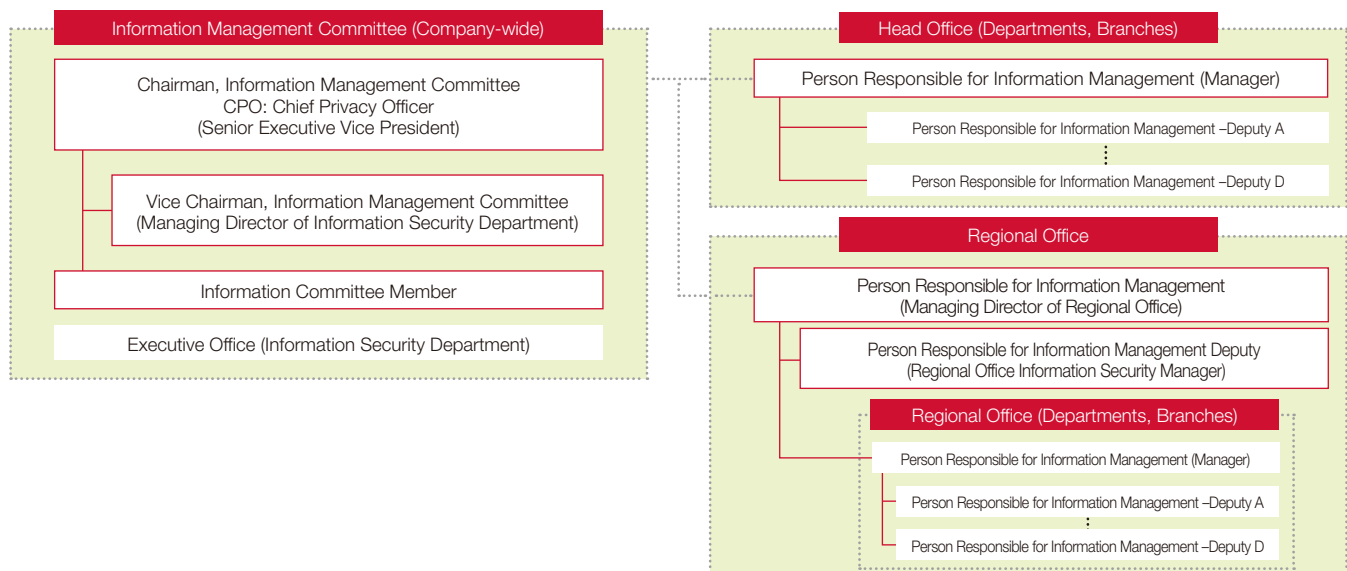 Information Management Committee (Company-wide)
Chairman, Information Management Committee
CPO: Chief Privacy Officer
(Senior Executive Vice President)
Vice Chairman, Information Management Committee
(Managing Director of Information Security Department)
Information Committee Member
Executive Office (Information Security Department)
Head Office (Departments, Branches)
Person Responsible for Information Management (Manager)
Person Responsible for Information Management –Deputy A
Person Responsible for Information Management –Deputy D
Regional Office
Person Responsible for Information Management
(Managing Director of Regional Office)
Person Responsible for Information Management Deputy
(Regional Office Information Security Manager)
Regional Office (Departments, Branches)
Person Responsible for Information Management (Manager)
Person Responsible for Information Management –Deputy A
Person Responsible for Information Management –Deputy D